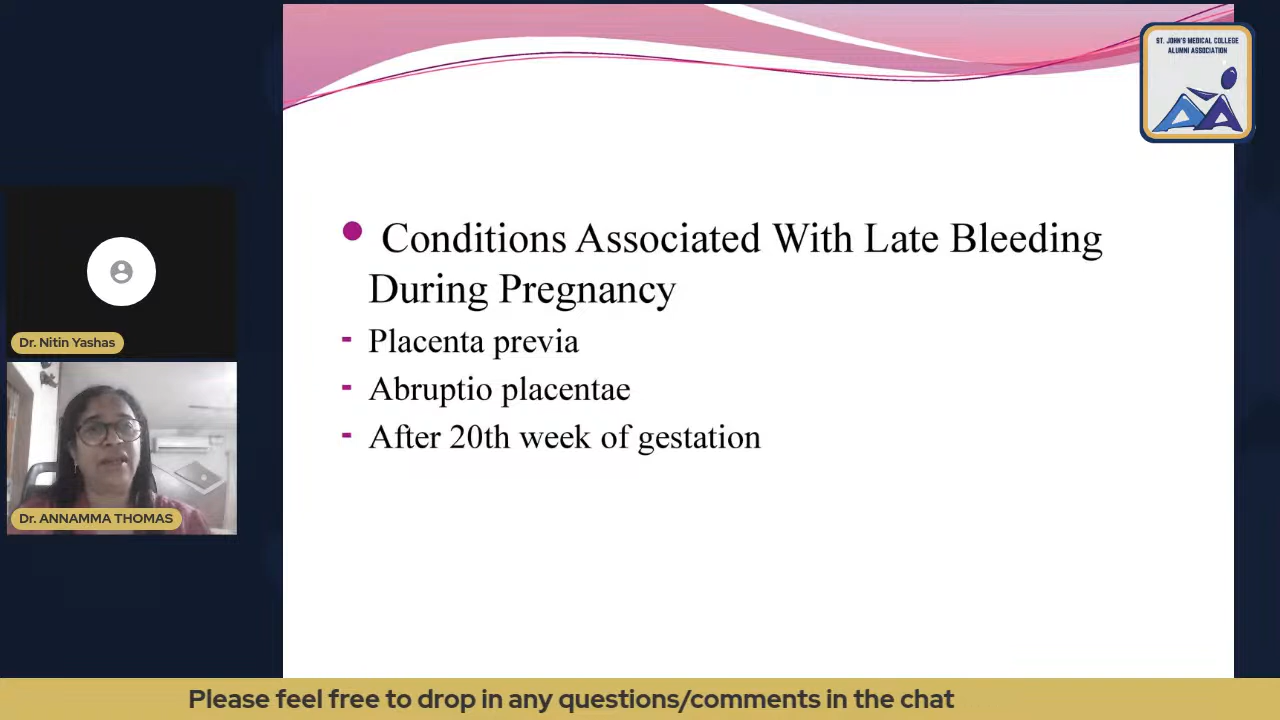 ST. JOHN'S MEDICAL COLLEGE
ALUMNI ASSOCIATION
Conditions Associated With Late Bleeding
During Pregnancy
- Placenta previa
- Abruptio placentae
- After 20th week of gestation
Dr. Nitin Yashas
Dr. ANNAMMA THOMAS
Please feel free to drop in any questions/comments in the chat